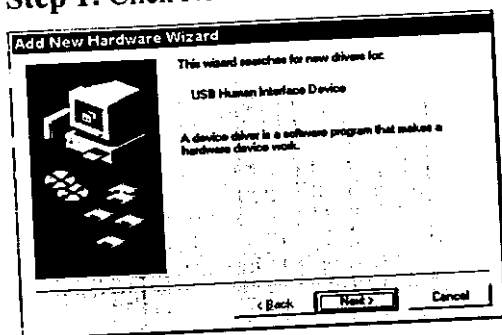 Step 1: Click
Add New Hardware Wizard
This wizard searches for new drivers for:
USB Human Interface Device
A device driver is a software program that makes a
hardware device work.
< Back
Next >
Cancel